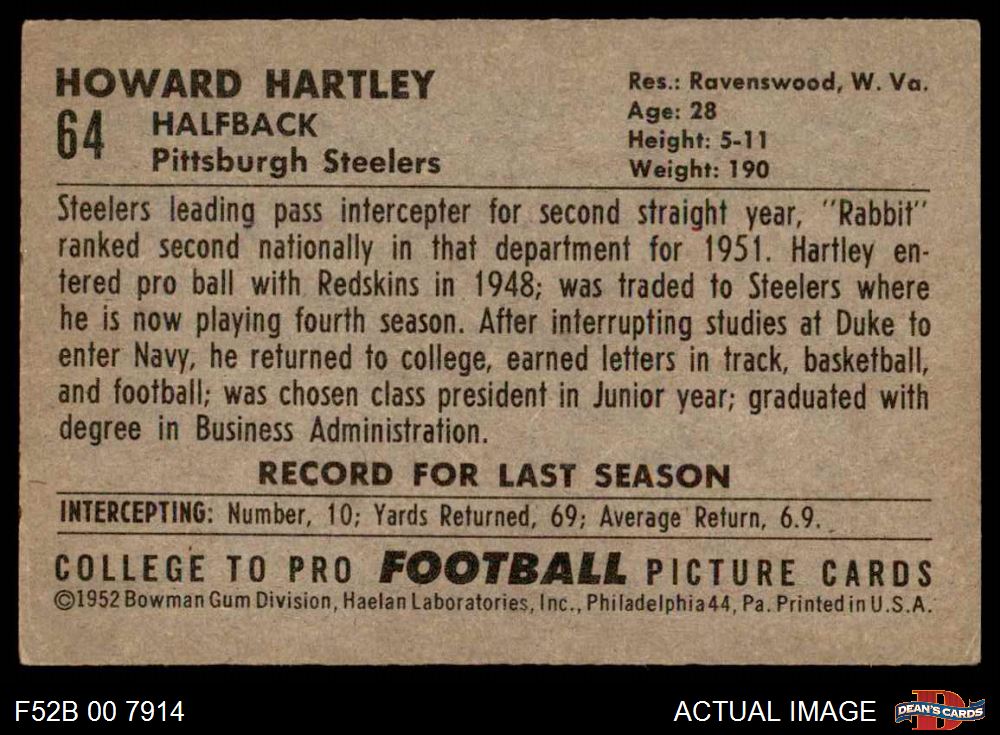 HOWARD HARTLEY
64 HALFBACK
Pittsburgh Steelers
Res.: Ravenswood, W. Va.
Age: 28
Height: 5-11
Weight: 190
Steelers leading pass intercepter for second straight year, "Rabbit"
ranked second nationally in that department for 1951. Hartley en-
tered pro ball with Redskins in 1948; was traded to Steelers where
he is now playing fourth season. After interrupting studies at Duke to
enter Navy, he returned to college, earned letters in track, basketball,
and football; was chosen class president in Junior year; graduated with
degree in Business Administration.
RECORD FOR LAST SEASON
INTERCEPTING: Number, 10; Yards Returned, 69; Average Return, 6.9.
COLLEGE TO PRO FOOTBALL PICTURE CARDS
©1952 Bowman Gum Division, Haelan Laboratories, Inc., Philadelphia 44, Pa. Printed in U.S.A.
F52B 00 7914
ACTUAL IMAGE
D
DEAN'S CARDS